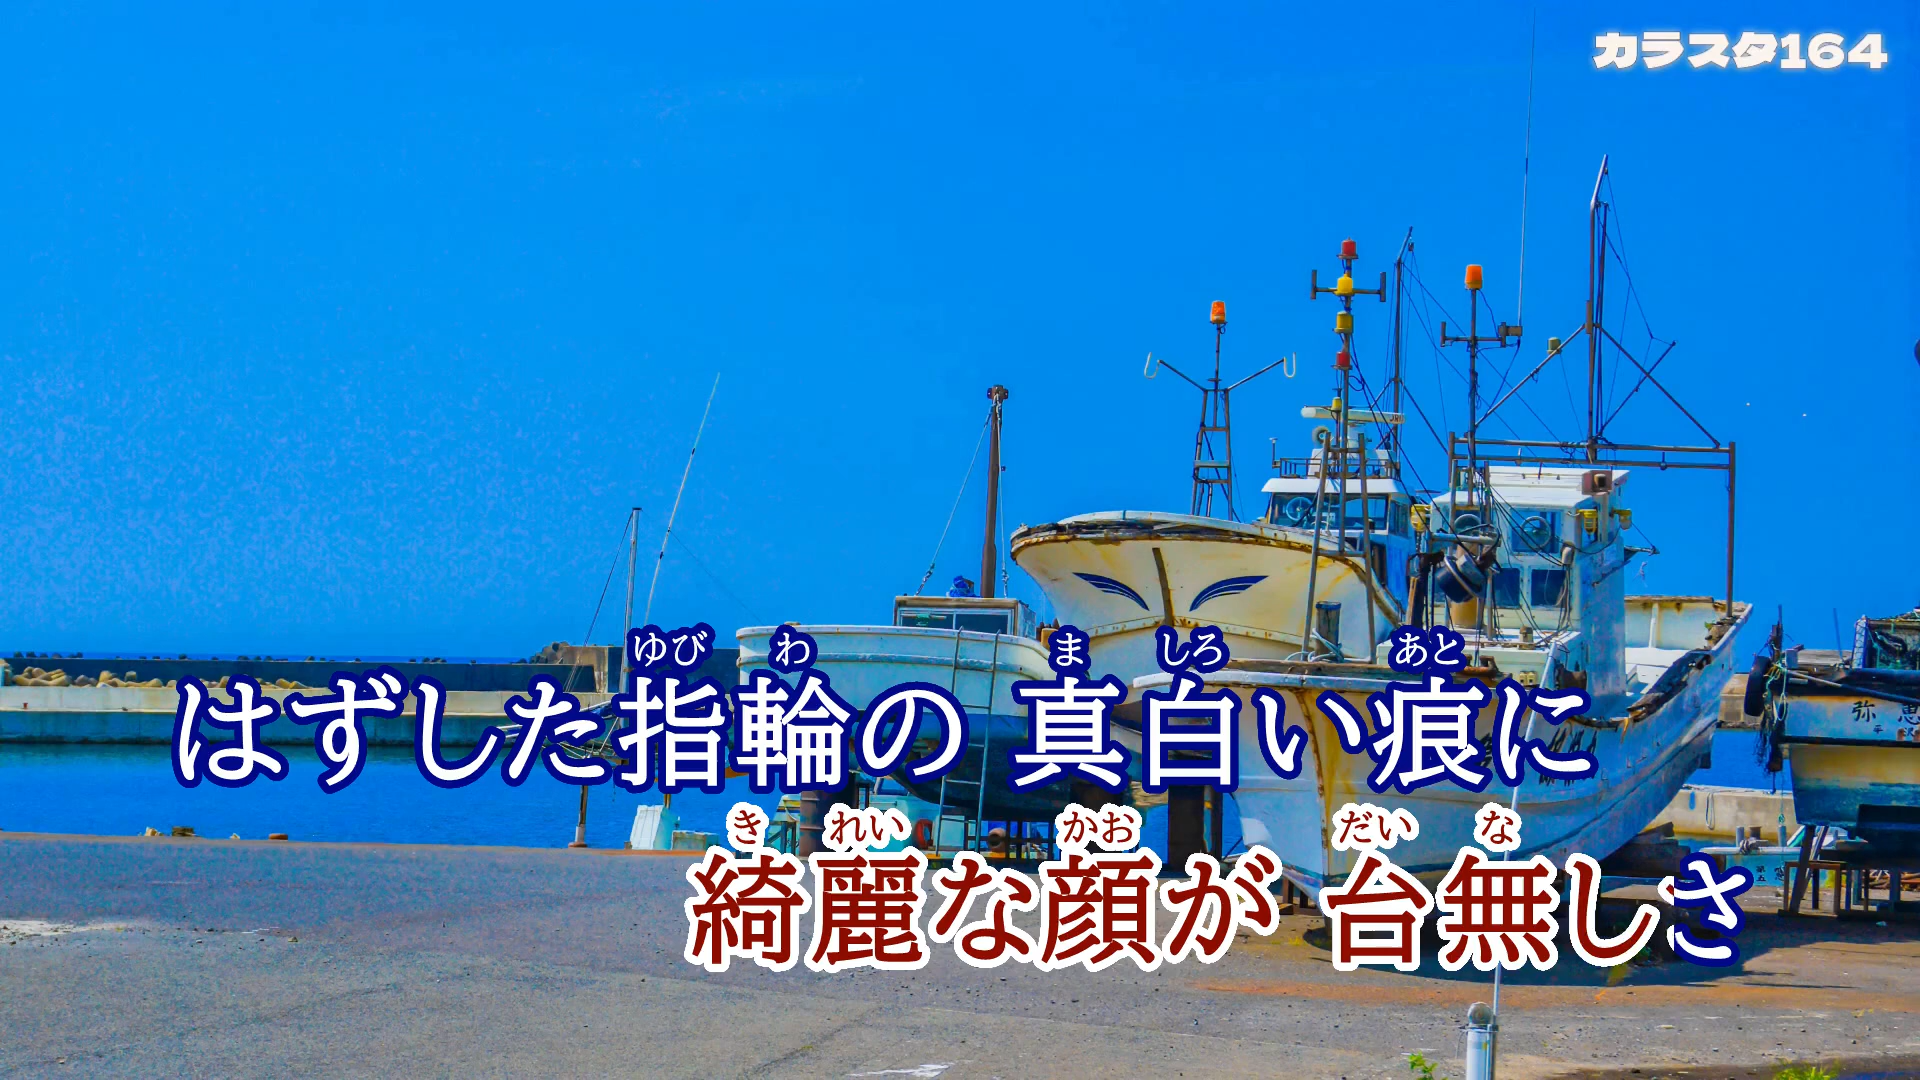 カラスタ164
ゆびわ ましろ あと
はずした指輪の 真白い痕に
きれい かお だいな
綺麗な顔が 台無しさ
弥 恵